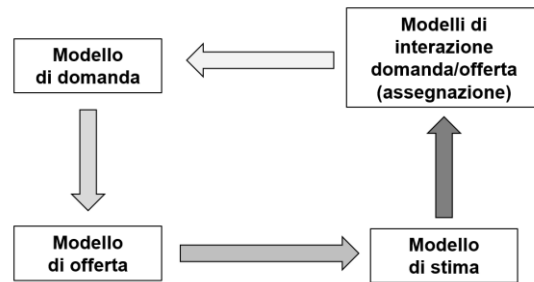 Modello
di domanda
Modelli di
interazione
domanda/offerta
(assegnazione)
Modello
di offerta
Modello
di stima